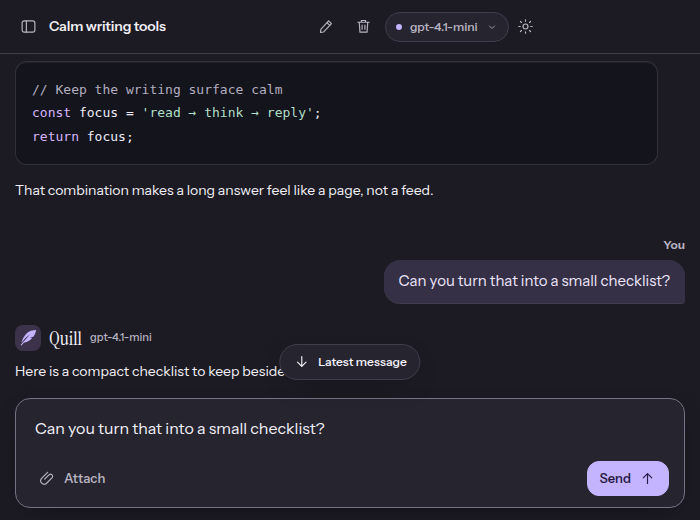 Calm writing tools
gpt-4.1-mini
// Keep the writing surface calm
const focus = 'read → think → reply';
return focus;
That combination makes a long answer feel like a page, not a feed.
You
Can you turn that into a small checklist?
Quill gpt-4.1-mini
Here is a compact checklist to keep beside
Latest message
Can you turn that into a small checklist?
Attach
Send